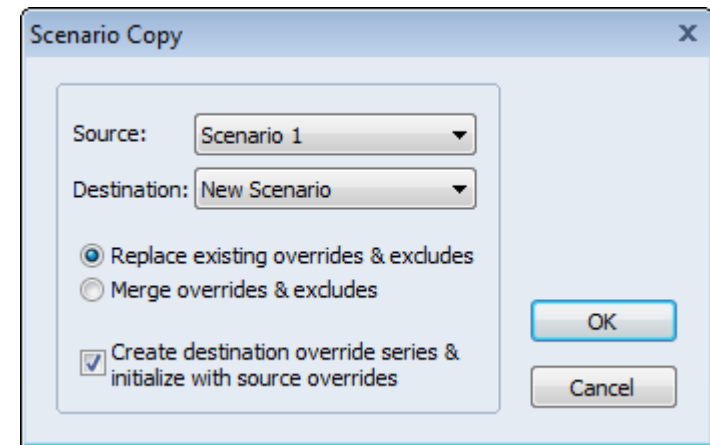 Scenario Copy
Source: Scenario 1
Destination: New Scenario
Replace existing overrides & excludes
Merge overrides & excludes
Create destination override series &
initialize with source overrides
OK
Cancel